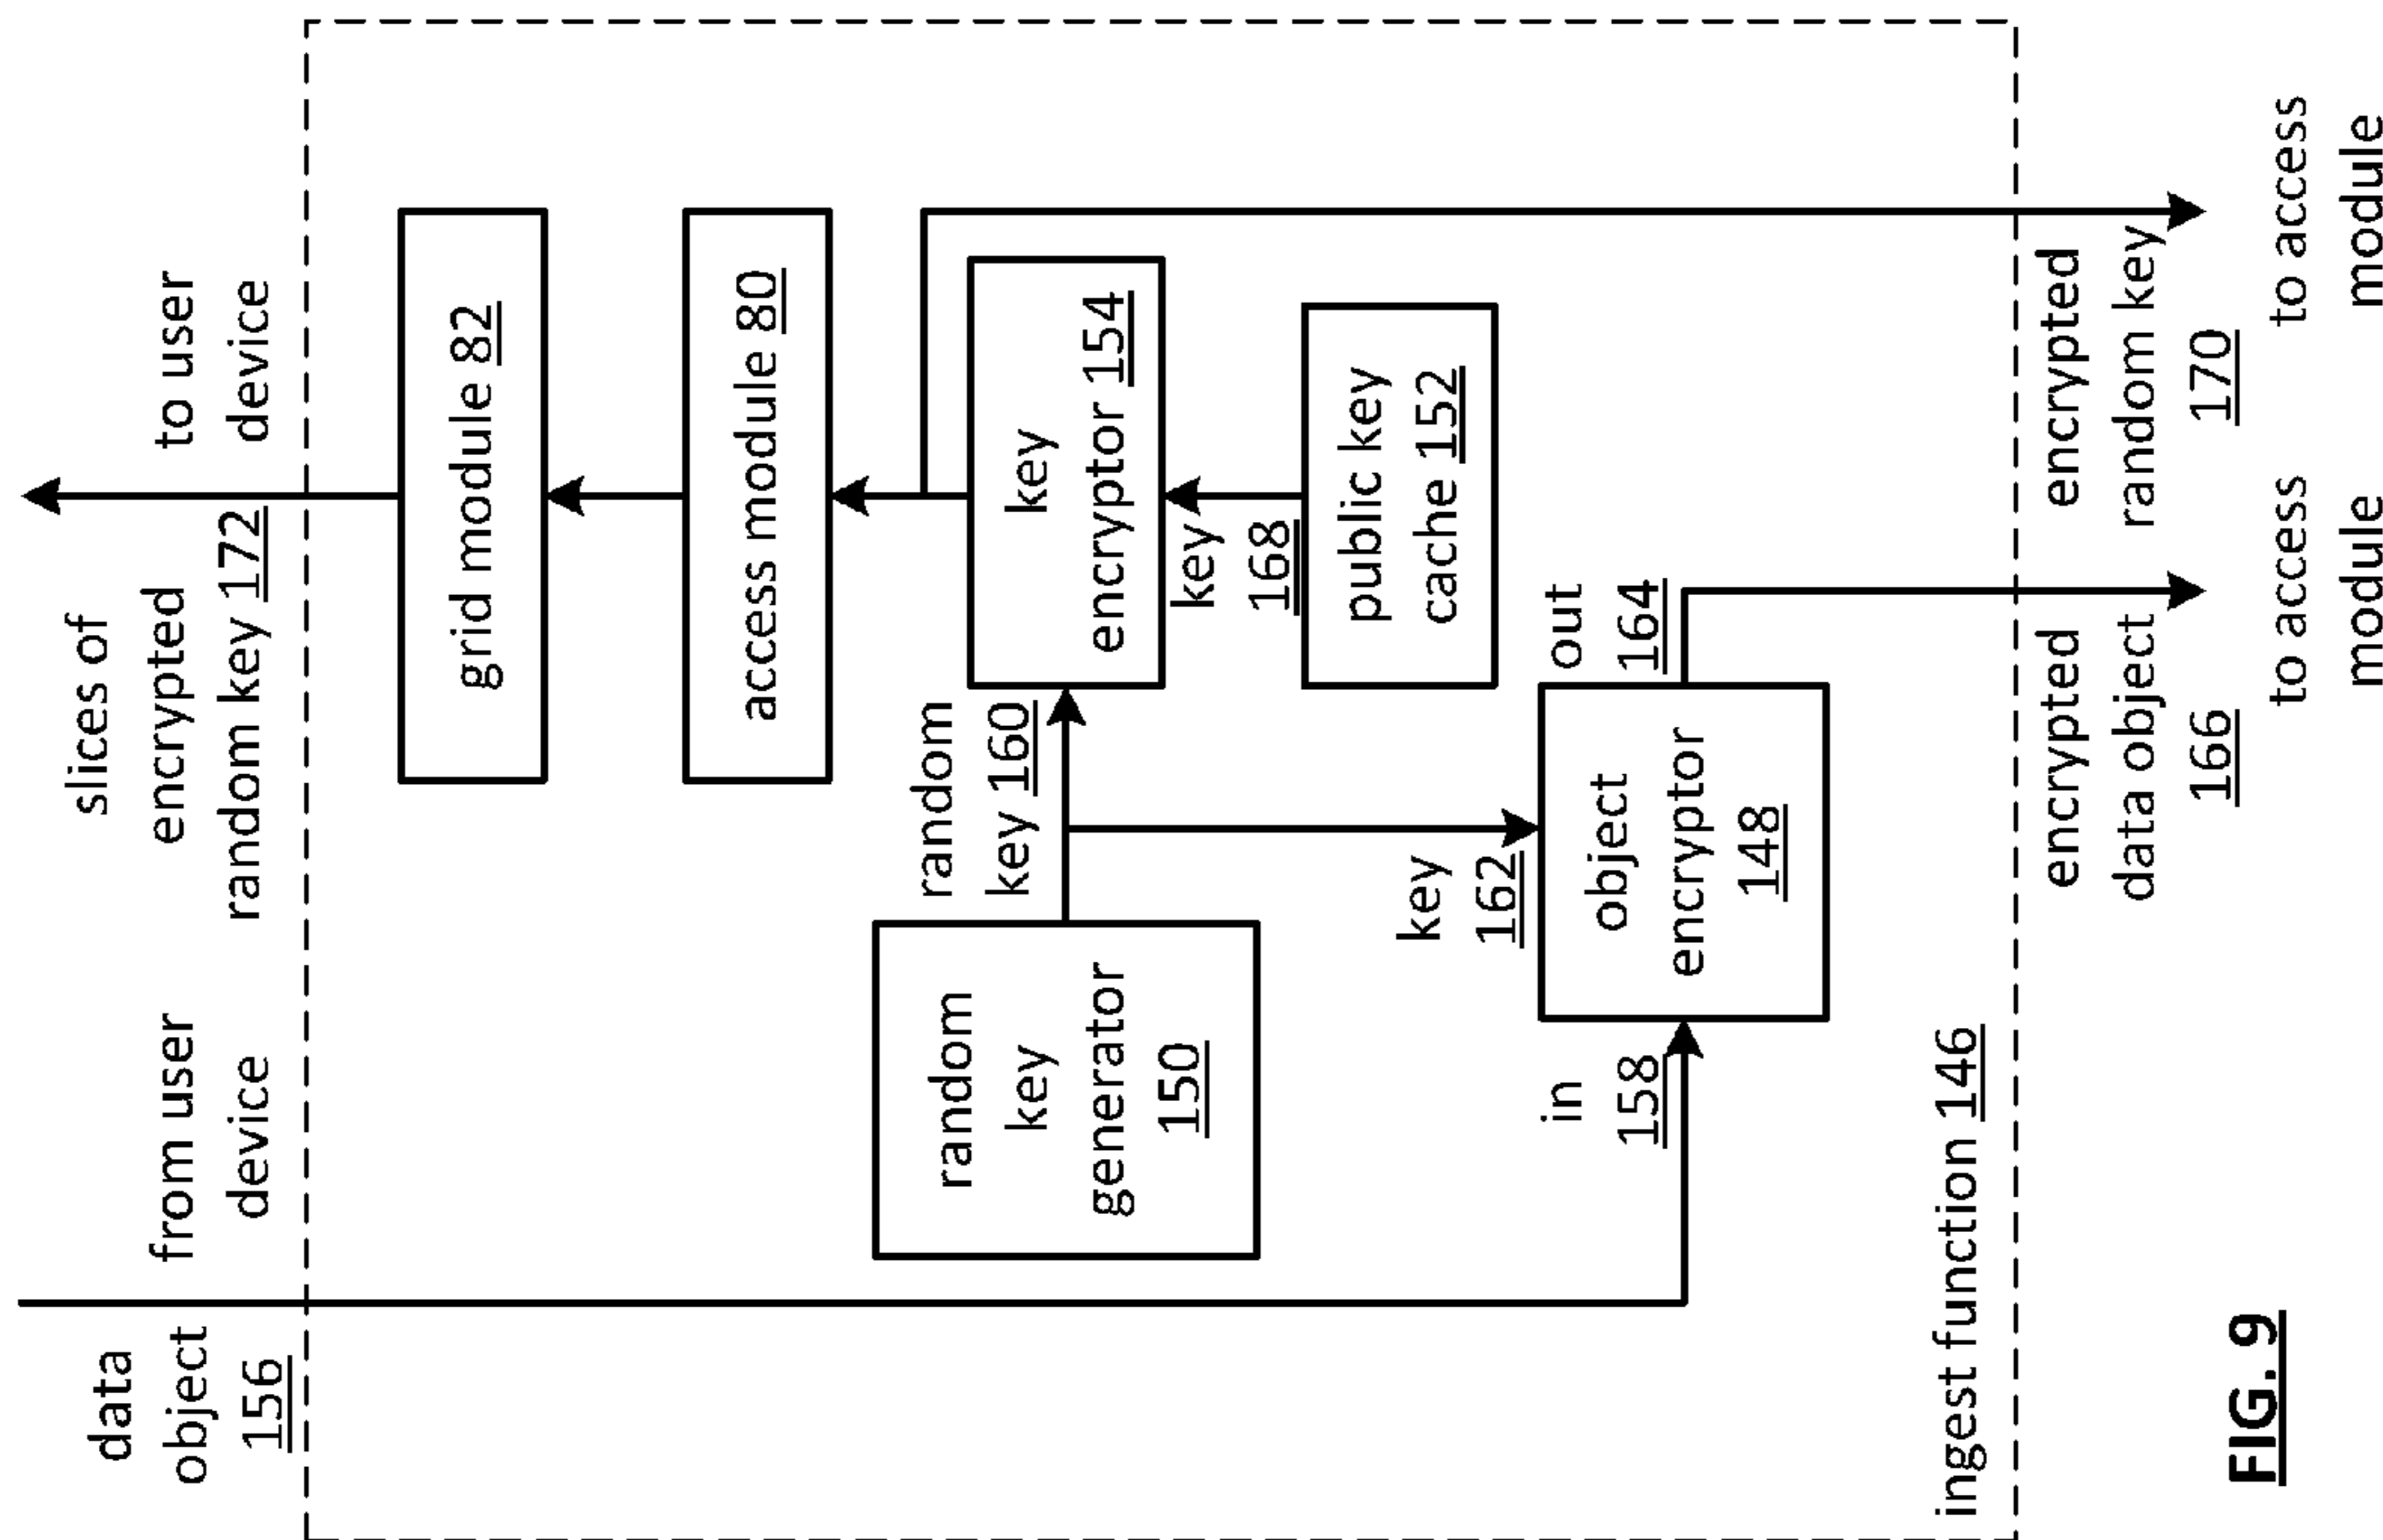 data
object
156
from user
device
slices of
encrypted
random key 172
to user
device
grid module 82
access module 80
random
key
generator
150
random
key 160
key
encryptor 154
key
168
public key
cache 152
key
162
in
158
object
encryptor
148
out
164
ingest function 146
encrypted
data object
166
to access
module
encrypted
random key
170
to access
module
FIG. 9